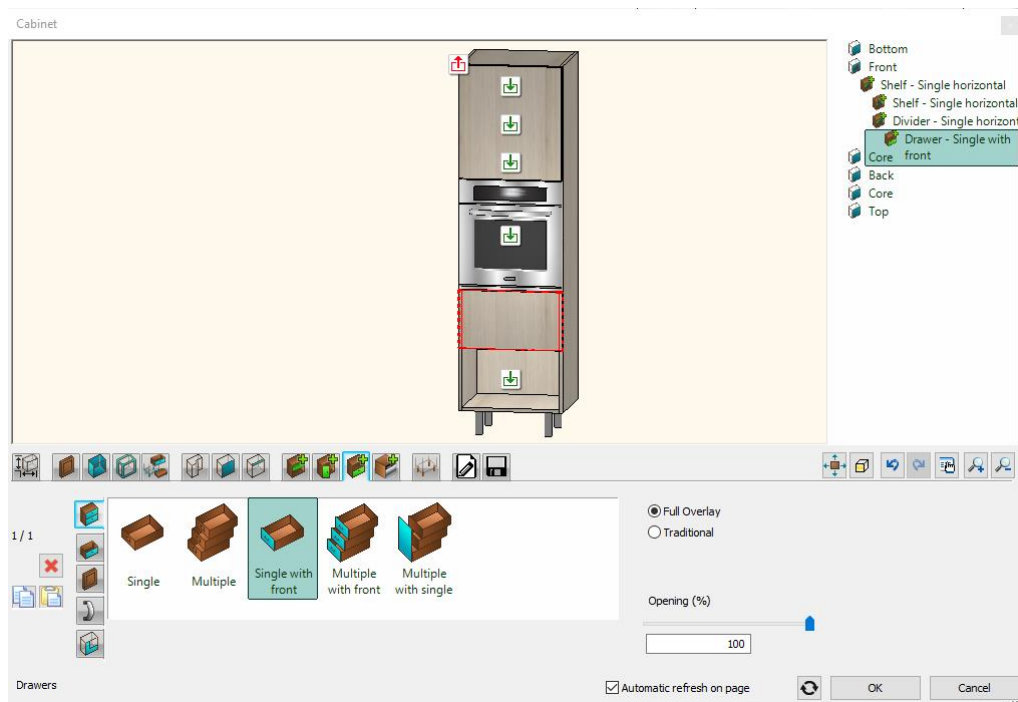 Cabinet
Bottom
Front
Shelf - Single horizontal
Shelf - Single horizontal
Divider - Single horizont
Drawer - Single with
front
Core
Back
Core
Top
1 / 1
Single
Multiple
Single with
front
Multiple
with front
Multiple
with single
Full Overlay
Traditional
Opening (%)
100
Drawers
Automatic refresh on page
OK
Cancel